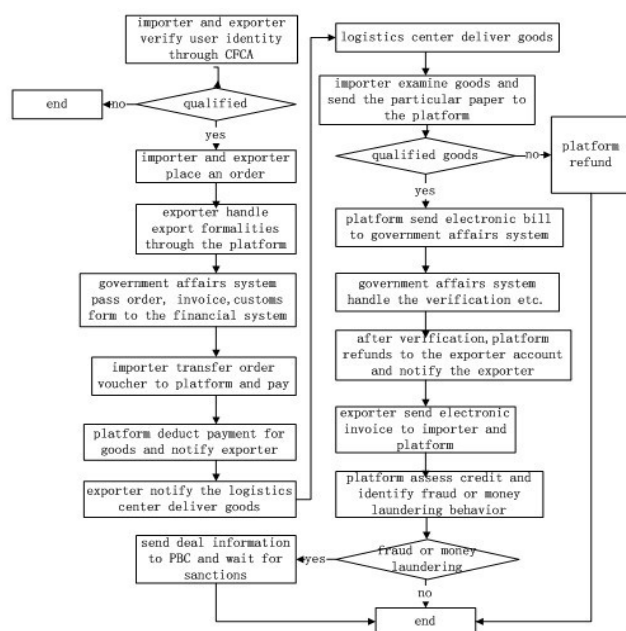 importer and exporter
verify user identity
through CFCA
end
no
qualified
yes
importer and exporter
place an order
exporter handle
export formalities
through the platform
government affairs system
pass order, invoice,customs
form to the financial system
importer transfer order
voucher to platform and pay
platform deduct payment for
goods and notify exporter
exporter notify the logistics
center deliver goods
logistics center deliver goods
importer examine goods and
send the particular paper to
the platform
qualified goods
no
platform
refund
yes
platform send electronic bill
to government affairs system
government affairs system
handle the verification etc.
after verification,platform
refunds to the exporter account
and notify the exporter
exporter send electronic
invoice to importer and
platform
platform assess credit and
identify fraud or money
laundering behavior
fraud or money
laundering
yes
send deal information
to PBC and wait for
sanctions
no
end